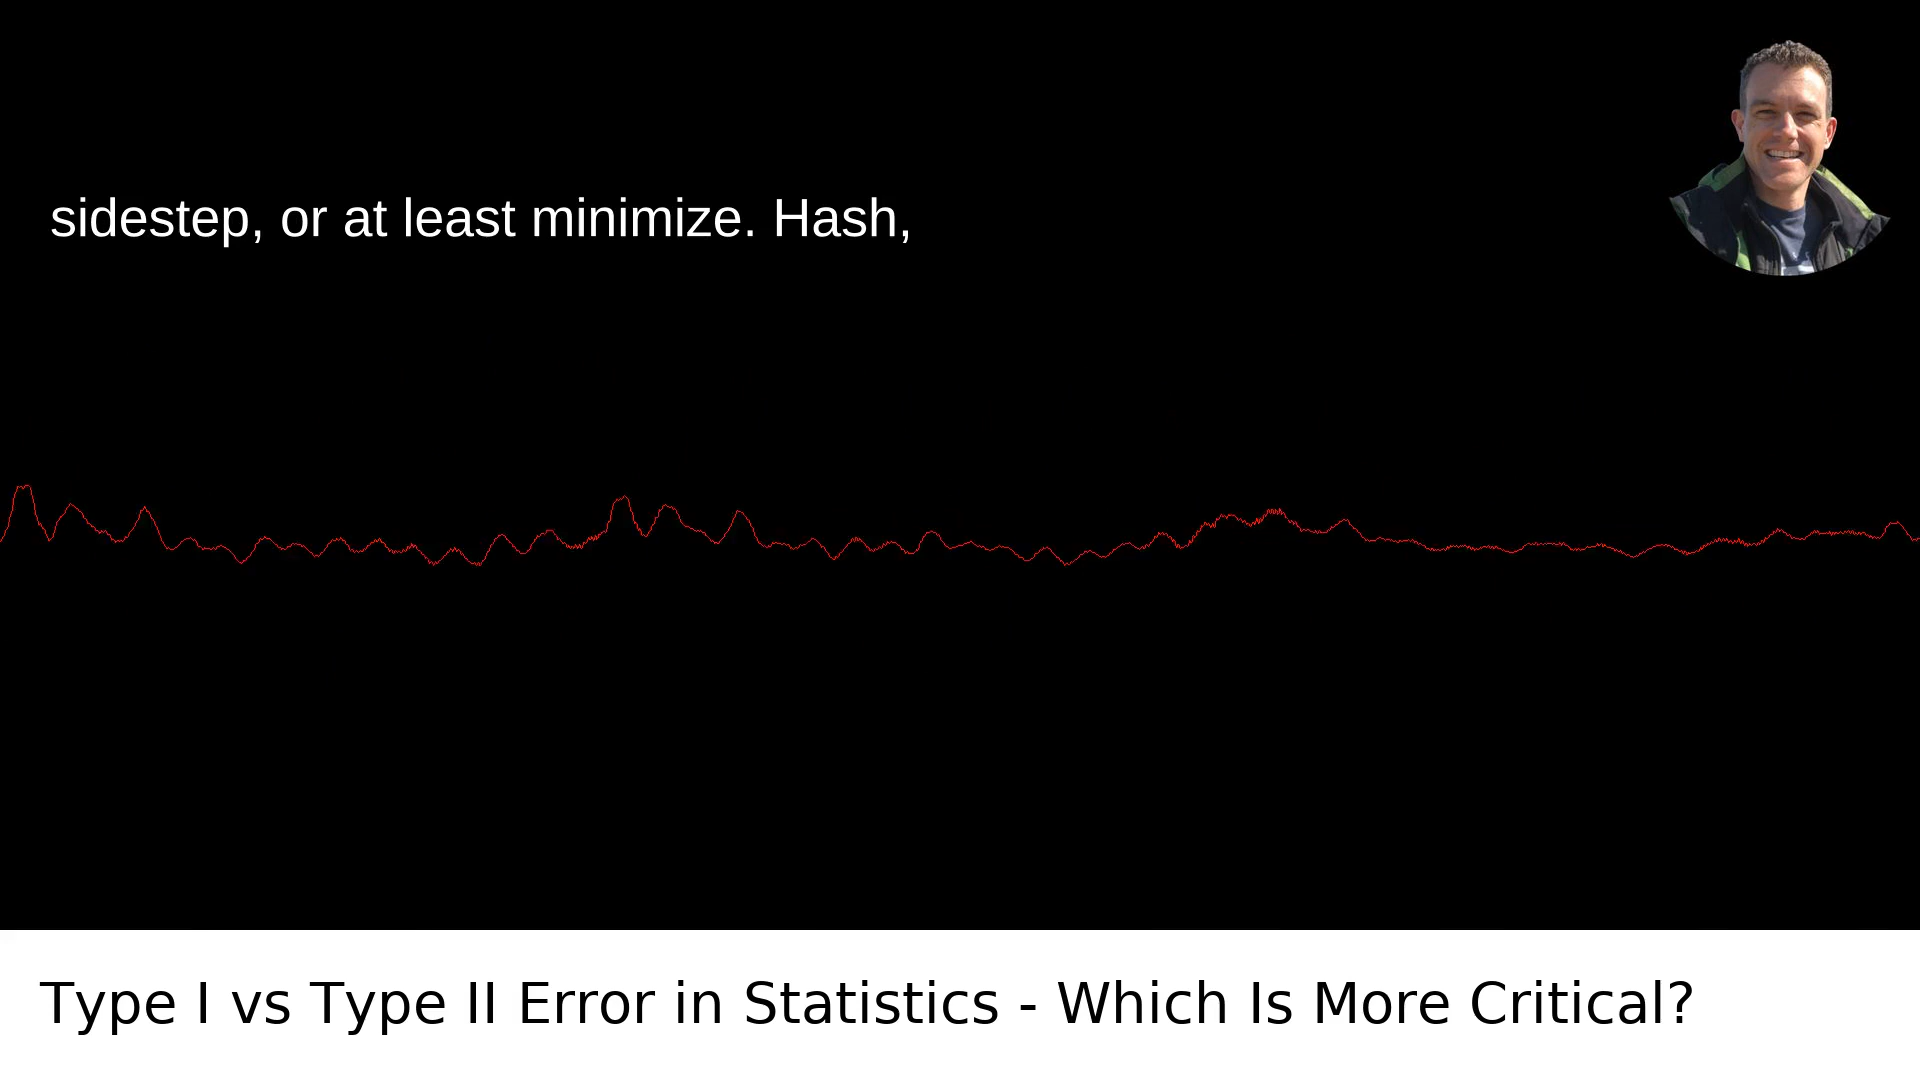 sidestep, or at least minimize. Hash,
Type I vs Type II Error in Statistics - Which Is More Critical?